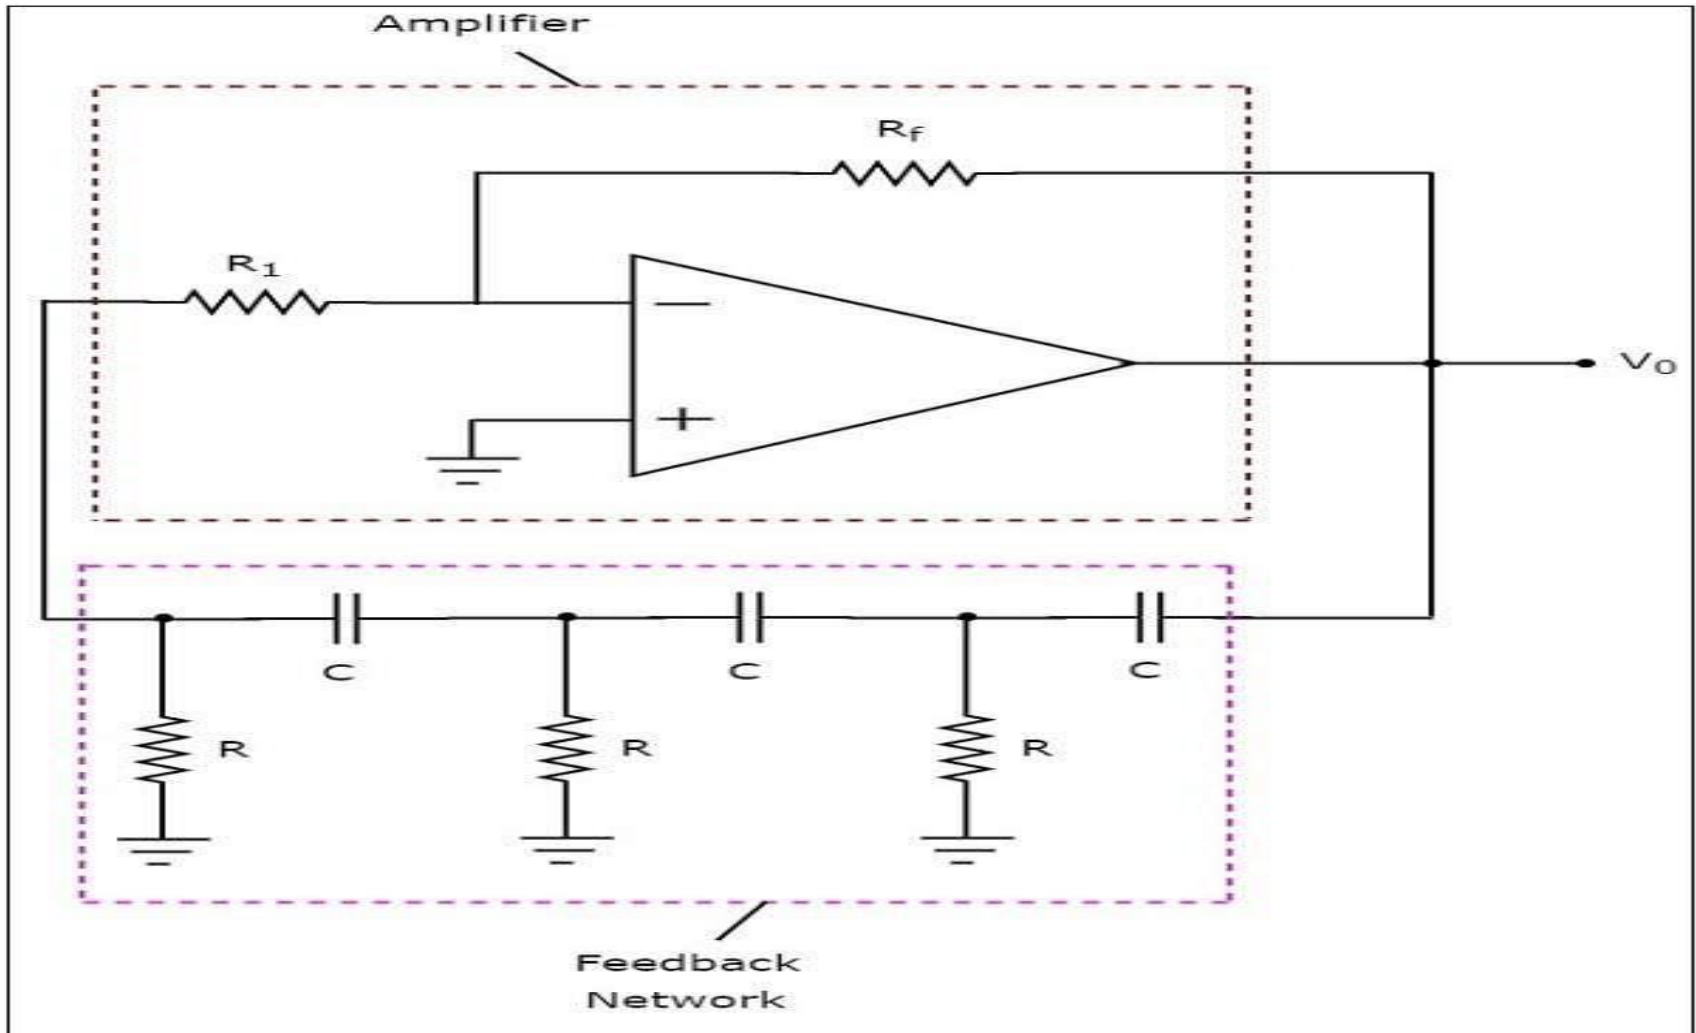 Amplifier
Rf
R1
—
+
V0
C
C
C
R
R
R
Feedback
Network